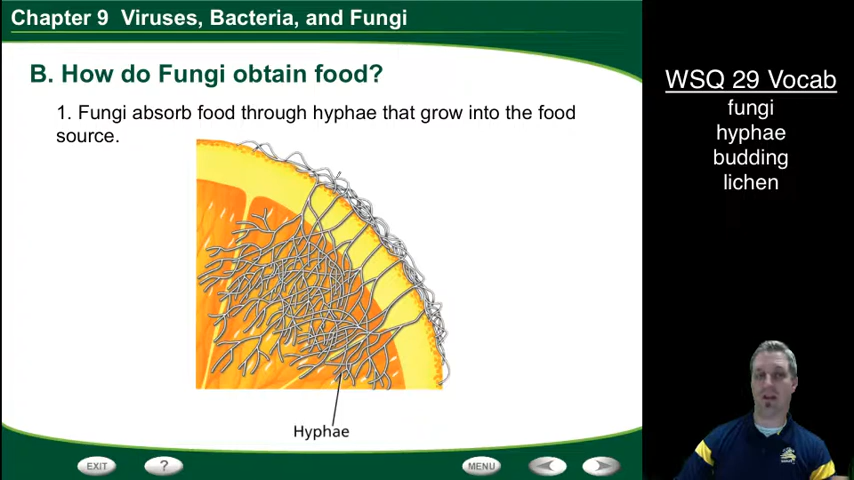 Chapter 9 Viruses, Bacteria, and Fungi
B. How do Fungi obtain food?
1. Fungi absorb food through hyphae that grow into the food
source.
Hyphae
EXIT
?
MENU
WSQ 29 Vocab
fungi
hyphae
budding
lichen